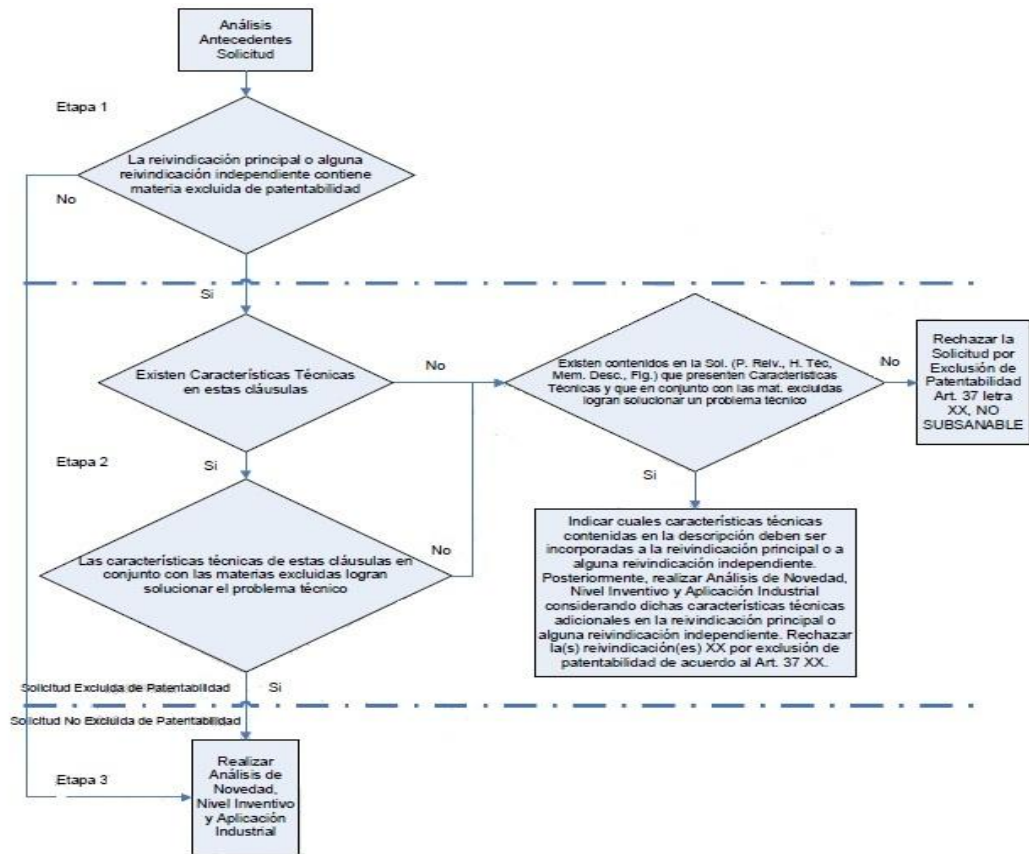 Análisis
Antecedentes
Solicitud
Etapa 1
La reivindicación principal o alguna
reivindicación independiente contiene
materia excluida de patentabilidad
No
Si
Existen Características Técnicas
en estas cláusulas
No
Existen contenidos en la Sol. (P. Reiv., H. Téc,
Mem. Desc., Fig.) que presenten Características
Técnicas y que en conjunto con las mat. excluidas
logran solucionar un problema técnico
No
Rechazar la
Solicitud por
Exclusión de
Patentabilidad
Art. 37 letra
XX, NO
SUBSANABLE
Etapa 2
Si
Si
Las características técnicas de estas cláusulas en
conjunto con las materias excluidas logran
solucionar el problema técnico
No
Indicar cuales características técnicas
contenidas en la descripción deben ser
incorporadas a la reivindicación principal o a
alguna reivindicación independiente.
Posteriormente, realizar Análisis de Novedad,
Nivel Inventivo y Aplicación Industrial
considerando dichas características técnicas
adicionales en la reivindicación principal o
alguna reivindicación independiente. Rechazar
la(s) reivindicación(es) XX por exclusión de
patentabilidad de acuerdo al Art. 37 XX.
Solicitud Excluida de Patentabilidad
Si
Solicitud No Excluida de Patentabilidad
Etapa 3
Realizar
Análisis de
Novedad,
Nivel Inventivo
y Aplicación
Industrial